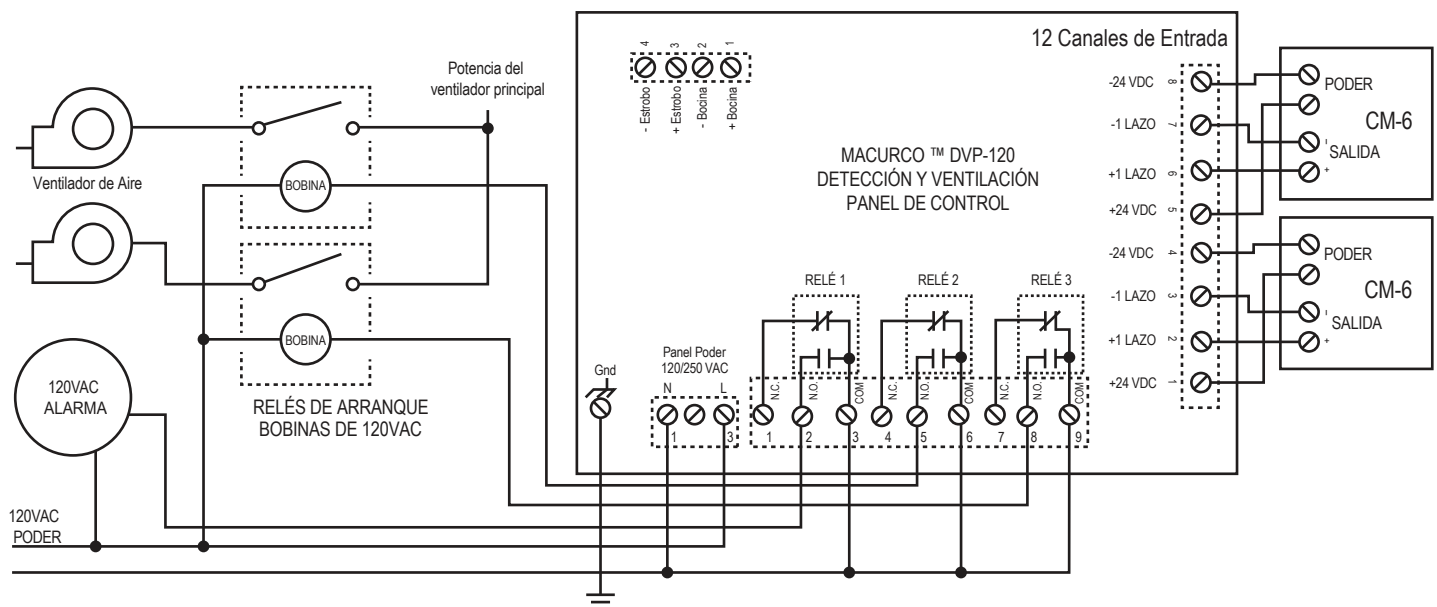 12 Canales de Entrada
4 3 2 1
- Estrobo
+ Estrobo
- Bocina
+ Bocina
Potencia del
ventilador principal
Ventilador de Aire
BOBINA
BOBINA
RELÉS DE ARRANQUE
BOBINAS DE 120VAC
120VAC
ALARMA
120VAC
PODER
MACURCO ™ DVP-120
DETECCIÓN Y VENTILACIÓN
PANEL DE CONTROL
-24 VDC 8
-1 LAZO 7
+1 LAZO 6
+24 VDC 5
-24 VDC 4
-1 LAZO 3
+1 LAZO 2
+24 VDC 1
PODER
CM-6
-
SALIDA
+
PODER
CM-6
-
SALIDA
+
RELÉ 1
RELÉ 2
RELÉ 3
Gnd
Panel Poder
120/250 VAC
N L
1 3
N.C. N.O. COM N.C. N.O. COM N.C. N.O. COM
1 2 3 4 5 6 7 8 9